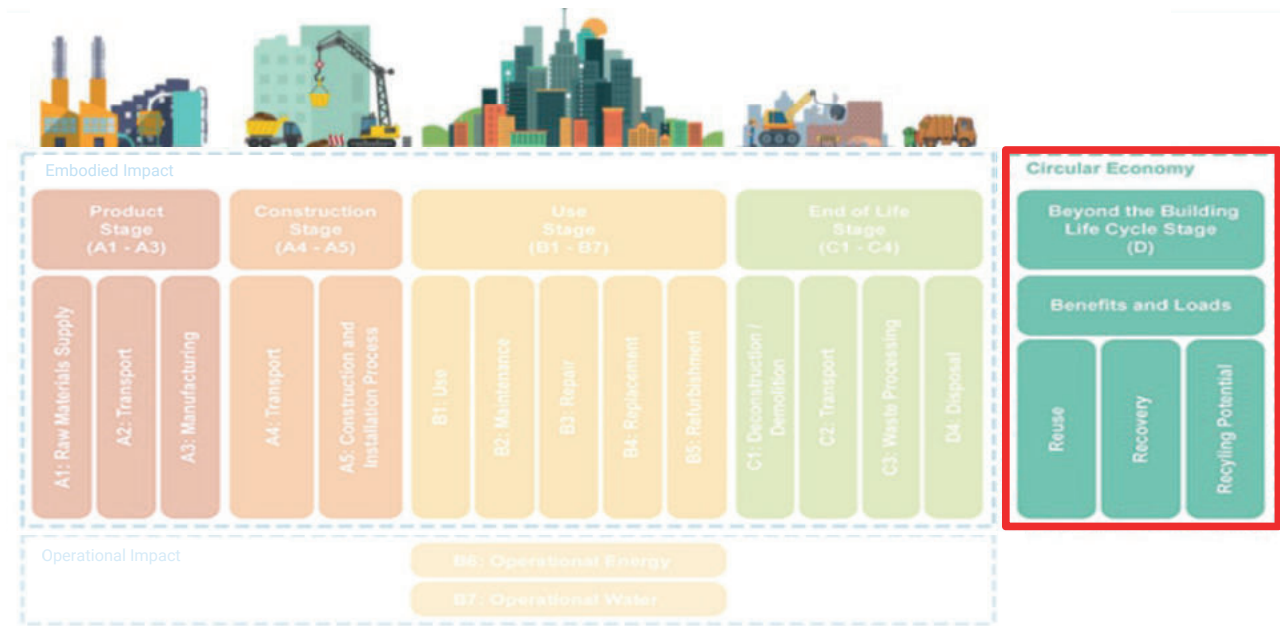 Embodied Impact
Circular Economy
Product
Stage
(A1 - A3)
Construction
Stage
(A4 - A5)
Use
Stage
(B1 - B7)
End of Life
Stage
(C1 - C4)
Beyond the Building
Life Cycle Stage
(D)
A1: Raw Materials Supply
A2: Transport
A3: Manufacturing
A4: Transport
A5: Construction and
Installation Process
B1: Use
B2: Maintenance
B3: Repair
B4: Replacement
B5: Refurbishment
C1: Deconstruction /
Demolition
C2: Transport
C3: Waste Processing
D4: Disposal
Benefits and Loads
Reuse
Recovery
Recyling Potential
Operational Impact
B6: Operational Energy
B7: Operational Water